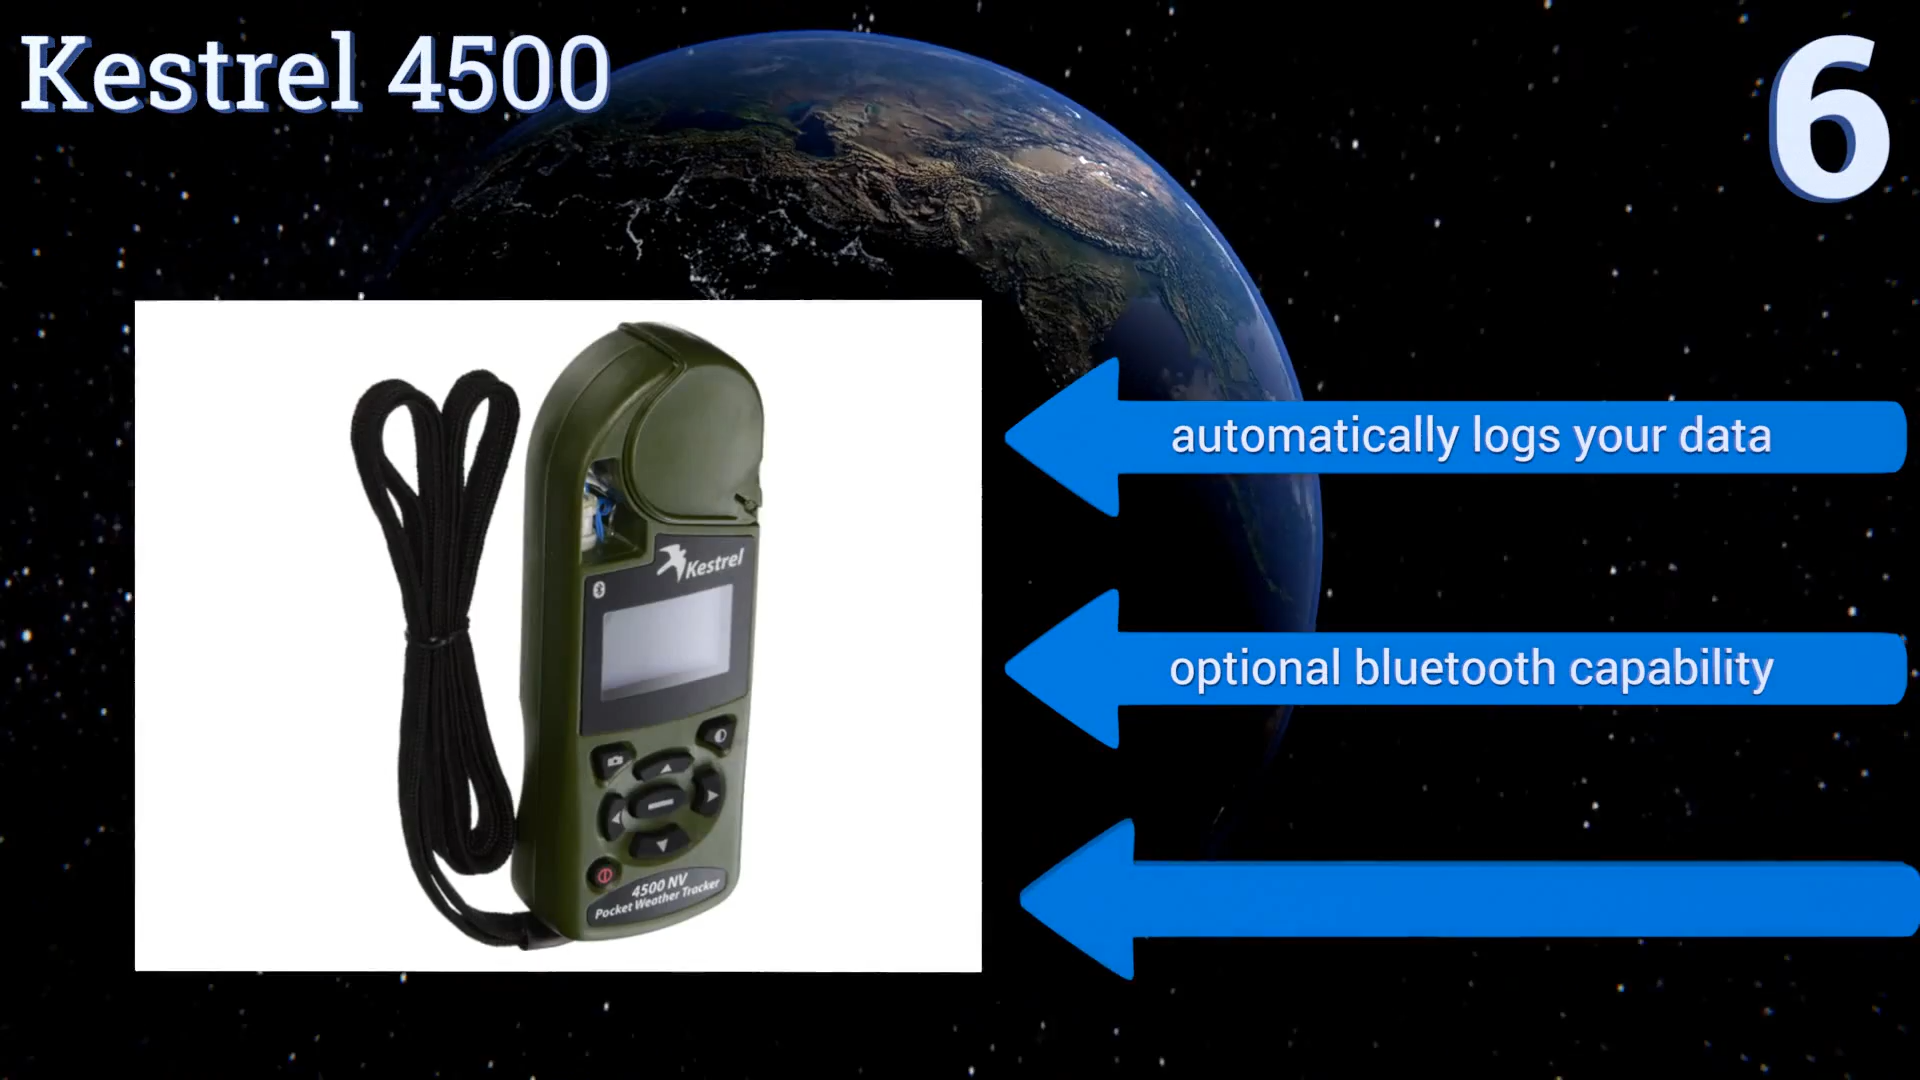 Kestrel 4500
6
automatically logs your data
optional bluetooth capability
Kestrel
4500 NV
Pocket Weather Tracker